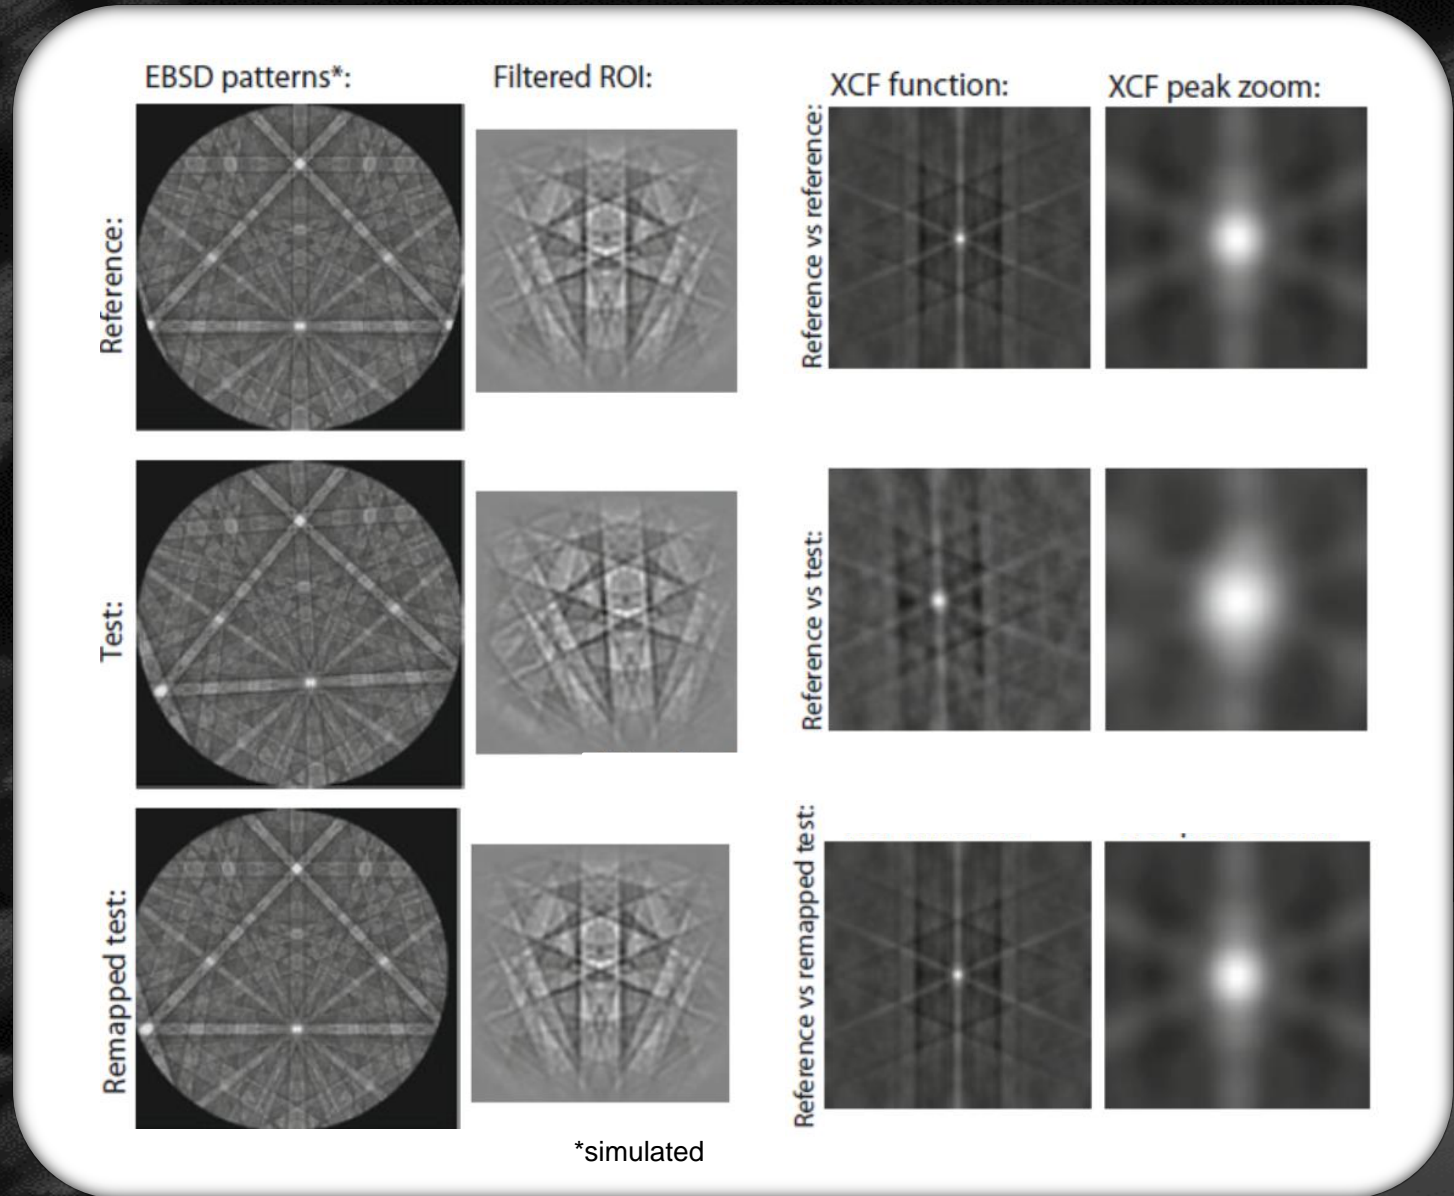 EBSD patterns*:
Filtered ROI:
XCF function:
XCF peak zoom:
Reference:
Reference vs reference:
Test:
Reference vs test:
Remapped test:
Reference vs remapped test:
*simulated